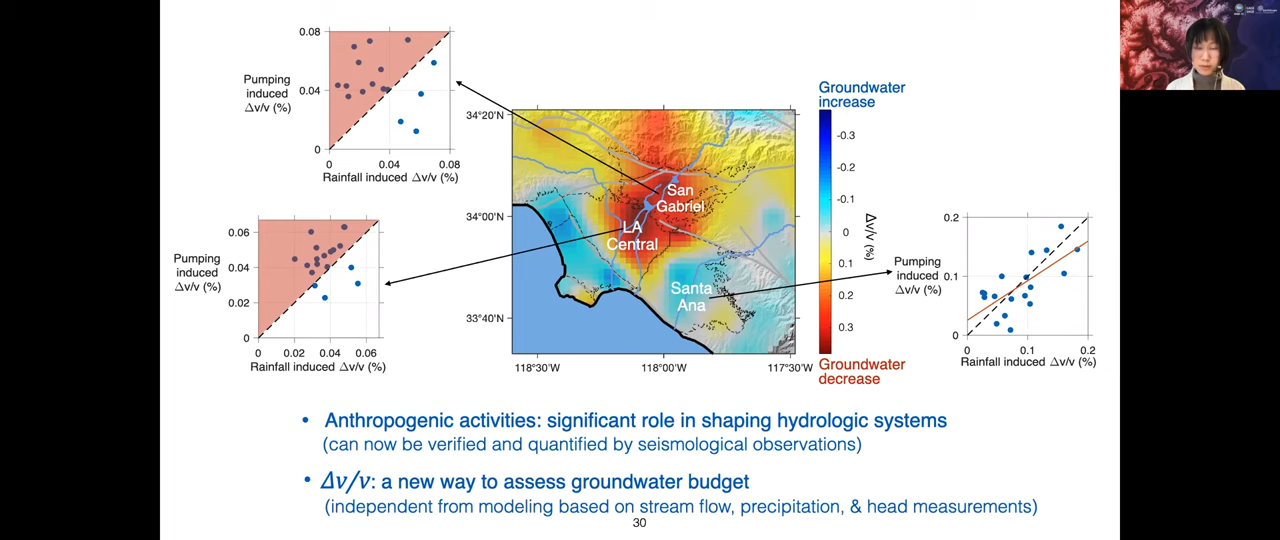 0.08
0.04
0
0
0.04
0.08
Pumping
induced
Δv/v (%)
Rainfall induced Δv/v (%)
0.06
0.04
0.02
0
0
0.02
0.04
0.06
Pumping
induced
Δv/v (%)
Rainfall induced Δv/v (%)
34°20'N
34°00'N
33°40'N
118°30'W
118°00'W
117°30'W
San
Gabriel
LA
Central
Santa
Ana
Groundwater
increase
-0.3
-0.2
-0.1
0
0.1
0.2
0.3
Δv/v (%)
Groundwater
decrease
0.2
0.1
0
0
0.1
0.2
Pumping
induced
Δv/v (%)
Rainfall induced Δv/v (%)
• Anthropogenic activities: significant role in shaping hydrologic systems
(can now be verified and quantified by seismological observations)
• Δv/v: a new way to assess groundwater budget
(independent from modeling based on stream flow, precipitation, & head measurements)
30